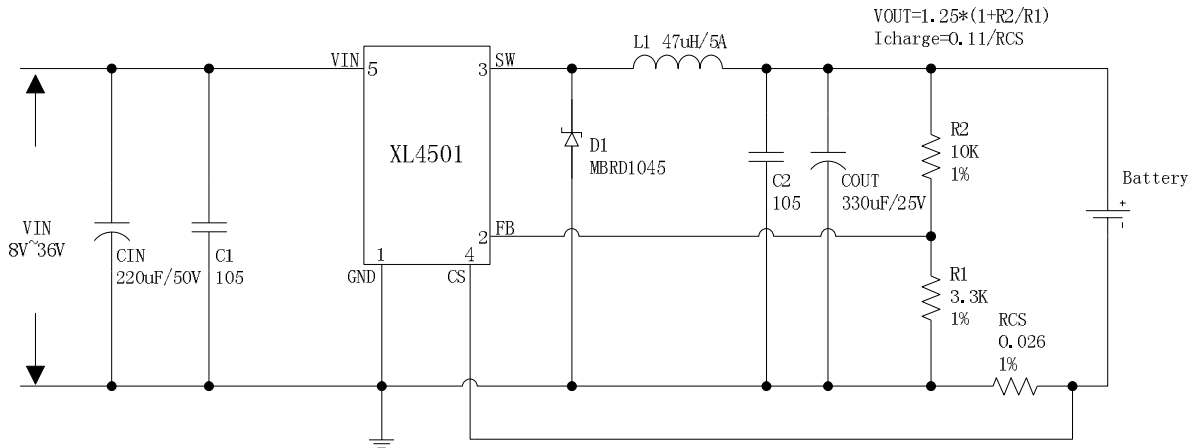 VOUT=1.25*(1+R2/R1)
Icharge=0.11/RCS
L1 47uH/5A
VIN
5
3
SW
XL4501
D1
MBRD1045
R2
10K
1%
C2
105
COUT
330uF/25V
Battery
+
-
VIN
8V~36V
CIN
220uF/50V
C1
105
2
FB
1
4
GND
CS
R1
3.3K
1%
RCS
0.026
1%